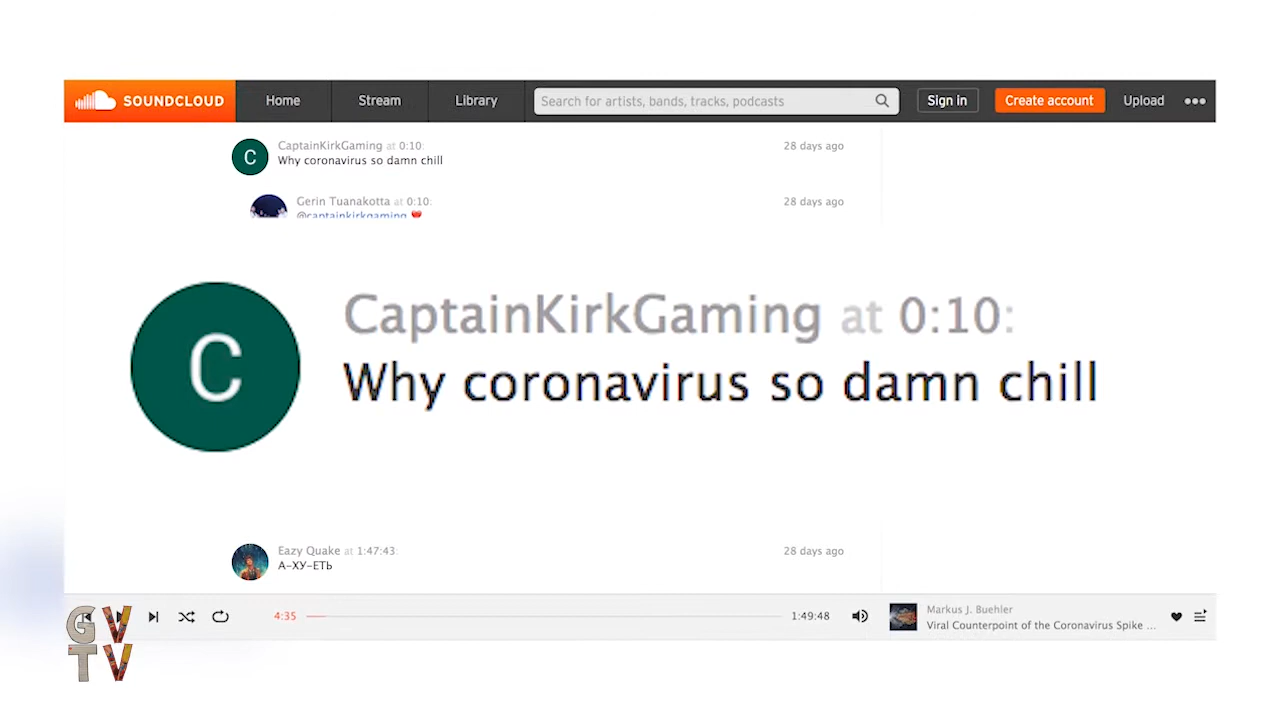 SOUNDCLOUD Home Stream Library Search for artists, bands, tracks, podcasts Sign in Create account Upload
C CaptainKirkGaming at 0:10: 28 days ago
Why coronavirus so damn chill
Gerin Tuanakotta at 0:10: 28 days ago
@captainkirkgaming
C CaptainKirkGaming at 0:10:
Why coronavirus so damn chill
Eazy Quake at 1:47:43: 28 days ago
А-ХУ-ЕТЬ
4:35 1:49:48 Markus J. Buehler
Viral Counterpoint of the Coronavirus Spike ...
GV
TV